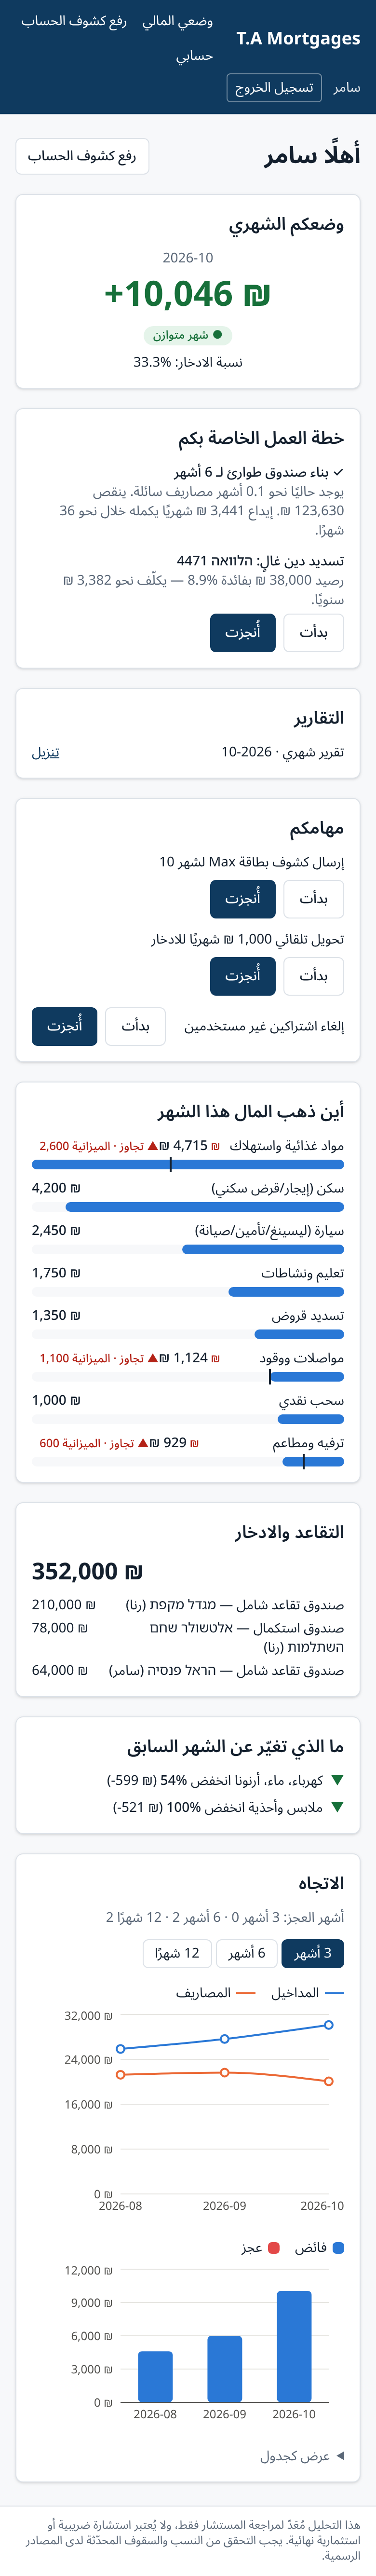 T.A Mortgages
وضعي المالي
رفع كشوف الحساب
حسابي
سامر
تسجيل الخروج
أهلًا سامر
رفع كشوف الحساب
وضعكم الشهري
2026-10
+10,046 ₪
شهر متوازن
نسبة الادخار: 33.3%
خطة العمل الخاصة بكم
✓ بناء صندوق طوارئ لـ 6 أشهر
يوجد حاليًا نحو 0.1 أشهر مصاريف سائلة. ينقص
123,630 ₪. إيداع 3,441 ₪ شهريًا يكمله خلال نحو 36
شهرًا.
تسديد دين غالٍ: הלוואה 4471
رصيد 38,000 ₪ بفائدة 8.9% — يكلّف نحو 3,382 ₪
سنويًا.
بدأت
أُنجزت
التقارير
تقرير شهري · 2026-10
تنزيل
مهامكم
إرسال كشوف بطاقة Max لشهر 10
بدأت
أُنجزت
تحويل تلقائي 1,000 ₪ شهريًا للادخار
بدأت
أُنجزت
إلغاء اشتراكين غير مستخدمين
بدأت
أُنجزت
أين ذهب المال هذا الشهر
مواد غذائية واستهلاك 4,715 ₪ ▲ تجاوز · الميزانية 2,600 ₪
سكن (إيجار/قرض سكني) 4,200 ₪
سيارة (ليسينغ/تأمين/صيانة) 2,450 ₪
تعليم ونشاطات 1,750 ₪
تسديد قروض 1,350 ₪
مواصلات ووقود 1,124 ₪ ▲ تجاوز · الميزانية 1,100 ₪
سحب نقدي 1,000 ₪
ترفيه ومطاعم 929 ₪ ▲ تجاوز · الميزانية 600 ₪
التقاعد والادخار
352,000 ₪
صندوق تقاعد شامل — מגדל מקפת (رنا) 210,000 ₪
صندوق استكمال — אלטשולר שחם 78,000 ₪
השתלמות (رنا)
صندوق تقاعد شامل — הראל פנסיה (سامر) 64,000 ₪
ما الذي تغيّر عن الشهر السابق
▼ كهرباء، ماء، أرنونا انخفض 54% (-599 ₪)
▼ ملابس وأحذية انخفض 100% (-521 ₪)
الاتجاه
أشهر العجز: 3 أشهر 0 · 6 أشهر 2 · 12 شهرًا 2
3 أشهر
6 أشهر
12 شهرًا
المداخيل
المصاريف
32,000 ₪
24,000 ₪
16,000 ₪
8,000 ₪
0 ₪
2026-08 2026-09 2026-10
فائض
عجز
12,000 ₪
9,000 ₪
6,000 ₪
3,000 ₪
0 ₪
2026-08 2026-09 2026-10
◀ عرض كجدول
هذا التحليل مُعَدّ لمراجعة المستشار فقط، ولا يُعتبر استشارة ضريبية أو
استثمارية نهائية. يجب التحقق من النسب والسقوف المحدّثة لدى المصادر
الرسمية.